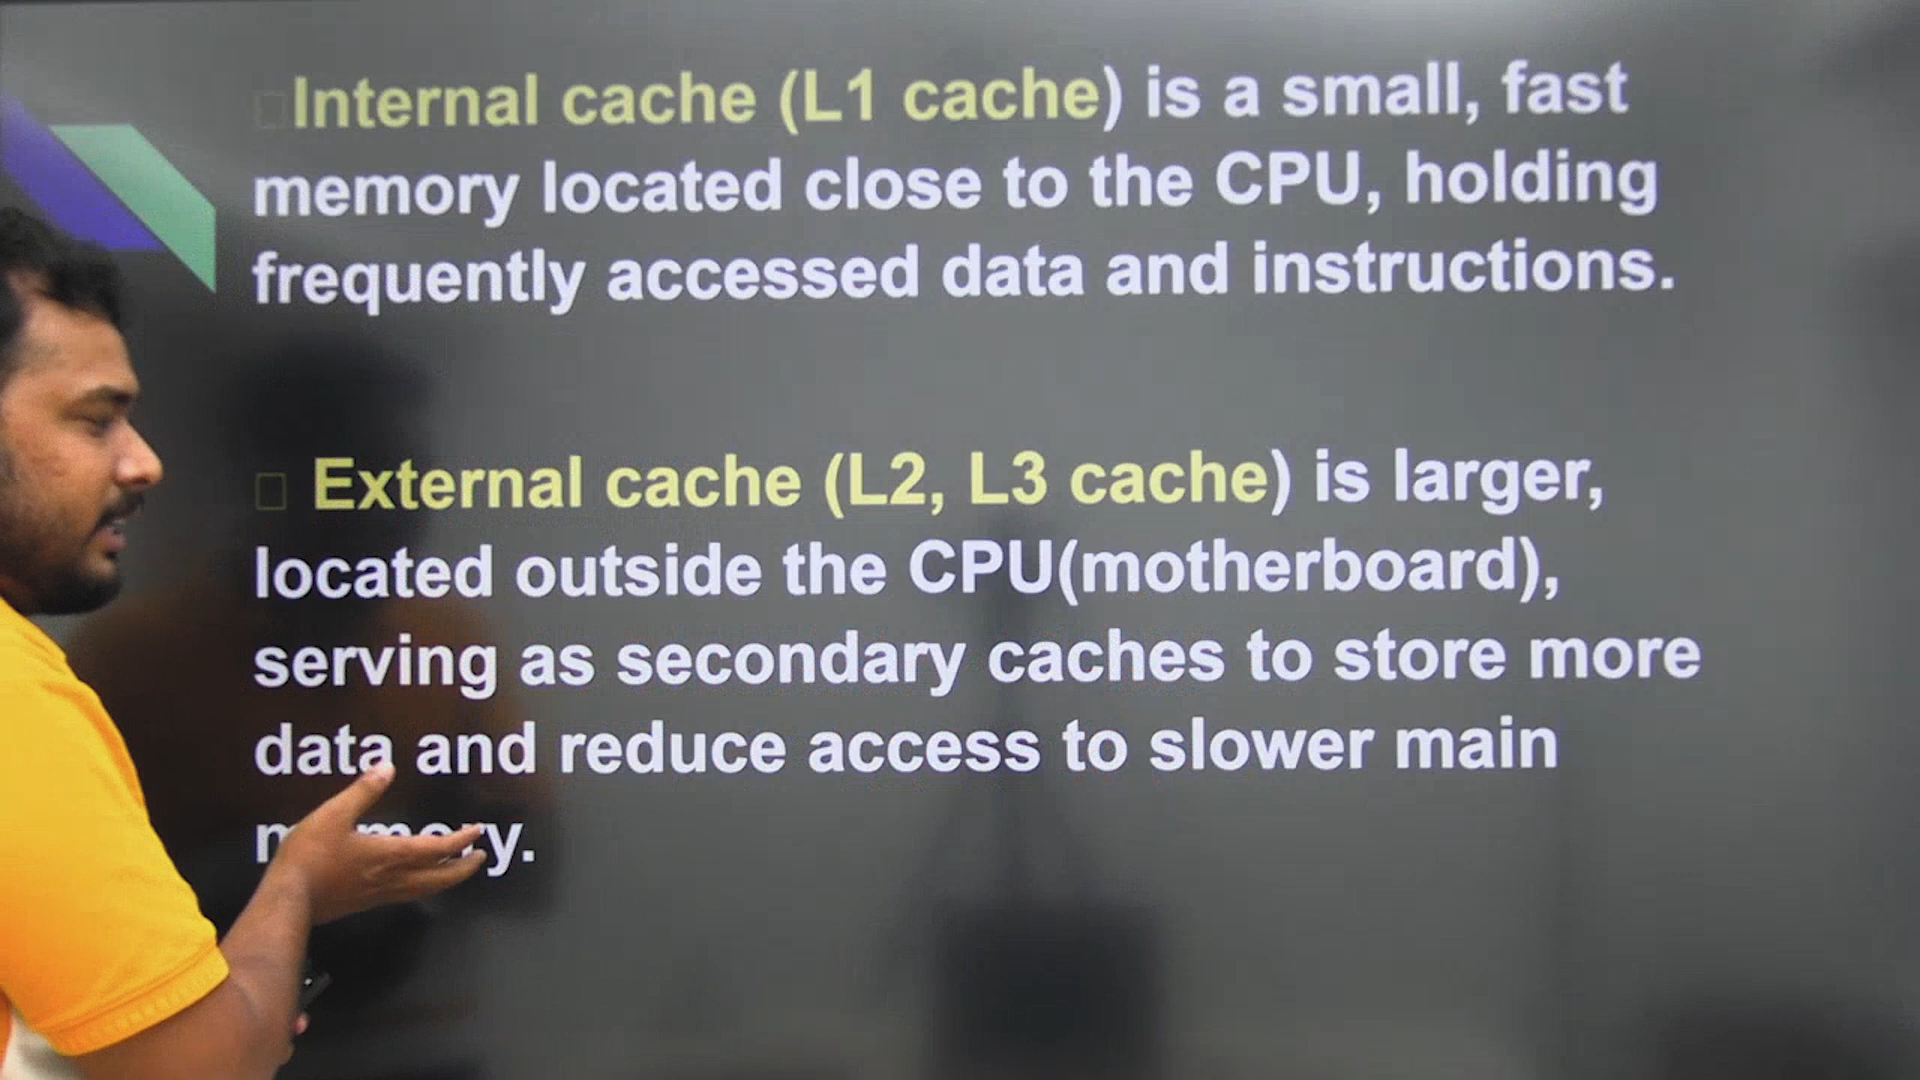 Internal cache (L1 cache) is a small, fast
memory located close to the CPU, holding
frequently accessed data and instructions.
External cache (L2, L3 cache) is larger,
located outside the CPU(motherboard),
serving as secondary caches to store more
data and reduce access to slower main
memory.